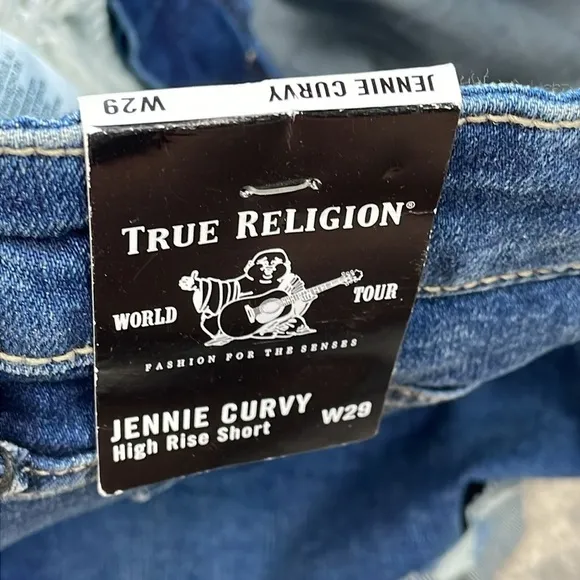 JENNIE CURVY W29
TRUE RELIGION®
WORLD TOUR
FASHION FOR THE SENSES
JENNIE CURVY
High Rise Short W29